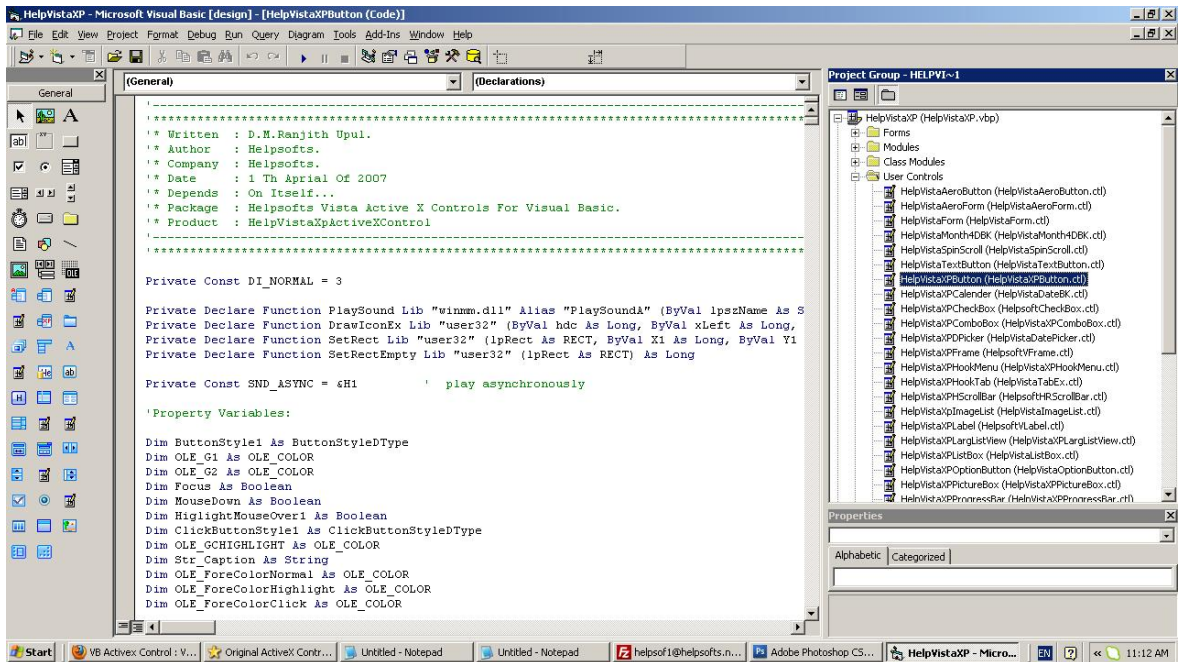 HelpVistaXP - Microsoft Visual Basic [design] - [HelpVistaXPButton (Code)]
File Edit View Project Format Debug Run Query Diagram Tools Add-Ins Window Help
General
(General)
(Declarations)
'* Written : D.M.Ranjith Upul.
'* Author : Helpsofts.
'* Company : Helpsofts.
'* Date : 1 Th Aprial Of 2007
'* Depends : On Itself...
'* Package : Helpsofts Vista Active X Controls For Visual Basic.
'* Product : HelpVistaXpActiveXControl
Private Const DI_NORMAL = 3
Private Declare Function PlaySound Lib "winmm.dll" Alias "PlaySoundA" (ByVal lpszName As S
Private Declare Function DrawIconEx Lib "user32" (ByVal hdc As Long, ByVal xLeft As Long,
Private Declare Function SetRect Lib "user32" (lpRect As RECT, ByVal X1 As Long, ByVal Y1
Private Declare Function SetRectEmpty Lib "user32" (lpRect As RECT) As Long
Private Const SND_ASYNC = &H1 ' play asynchronously
'Property Variables:
Dim ButtonStyle1 As ButtonStyleDType
Dim OLE_G1 As OLE_COLOR
Dim OLE_G2 As OLE_COLOR
Dim Focus As Boolean
Dim MouseDown As Boolean
Dim HiglightMouseOver1 As Boolean
Dim ClickButtonStyle1 As ClickButtonStyleDType
Dim OLE_GCHIGHLIGHT As OLE_COLOR
Dim Str_Caption As String
Dim OLE_ForeColorNormal As OLE_COLOR
Dim OLE_ForeColorHighlight As OLE_COLOR
Dim OLE_ForeColorClick As OLE_COLOR
Project Group - HELPVI~1
HelpVistaXP (HelpVistaXP.vbp)
Forms
Modules
Class Modules
User Controls
HelpVistaAeroButton (HelpVistaAeroButton.ctl)
HelpVistaAeroForm (HelpVistaAeroForm.ctl)
HelpVistaForm (HelpVistaForm.ctl)
HelpVistaMonth4DBK (HelpVistaMonth4DBK.ctl)
HelpVistaSpinScroll (HelpVistaSpinScroll.ctl)
HelpVistaTextButton (HelpVistaTextButton.ctl)
HelpVistaXPButton (HelpVistaXPButton.ctl)
HelpVistaXPCalender (HelpVistaDateBK.ctl)
HelpVistaXPCheckBox (HelpsoftCheckBox.ctl)
HelpVistaXPComboBox (HelpVistaXPComboBox.ctl)
HelpVistaXPDPicker (HelpVistaDatePicker.ctl)
HelpVistaXPFrame (HelpsoftVFrame.ctl)
HelpVistaXPHookMenu (HelpVistaXPHookMenu.ctl)
HelpVistaXPHookTab (HelpVistaTabEx.ctl)
HelpVistaXPHScrollBar (HelpsoftHRScrollBar.ctl)
HelpVistaXpImageList (HelpVistaImageList.ctl)
HelpVistaXPLabel (HelpsoftVLabel.ctl)
HelpVistaXPLargListView (HelpVistaXPLargListView.ctl)
HelpVistaXPListBox (HelpVistaListBox.ctl)
HelpVistaXPOptionButton (HelpVistaOptionButton.ctl)
HelpVistaXPPictureBox (HelpVistaXPPictureBox.ctl)
HelpVistaXPProgressBar (HelpVistaXPProgressBar.ctl)
Properties
Alphabetic Categorized
Start VB Activex Control : V... Original ActiveX Contr... Untitled - Notepad Untitled - Notepad helpsof1@helpsofts.n... Adobe Photoshop CS... HelpVistaXP - Micro... EN 11:12 AM